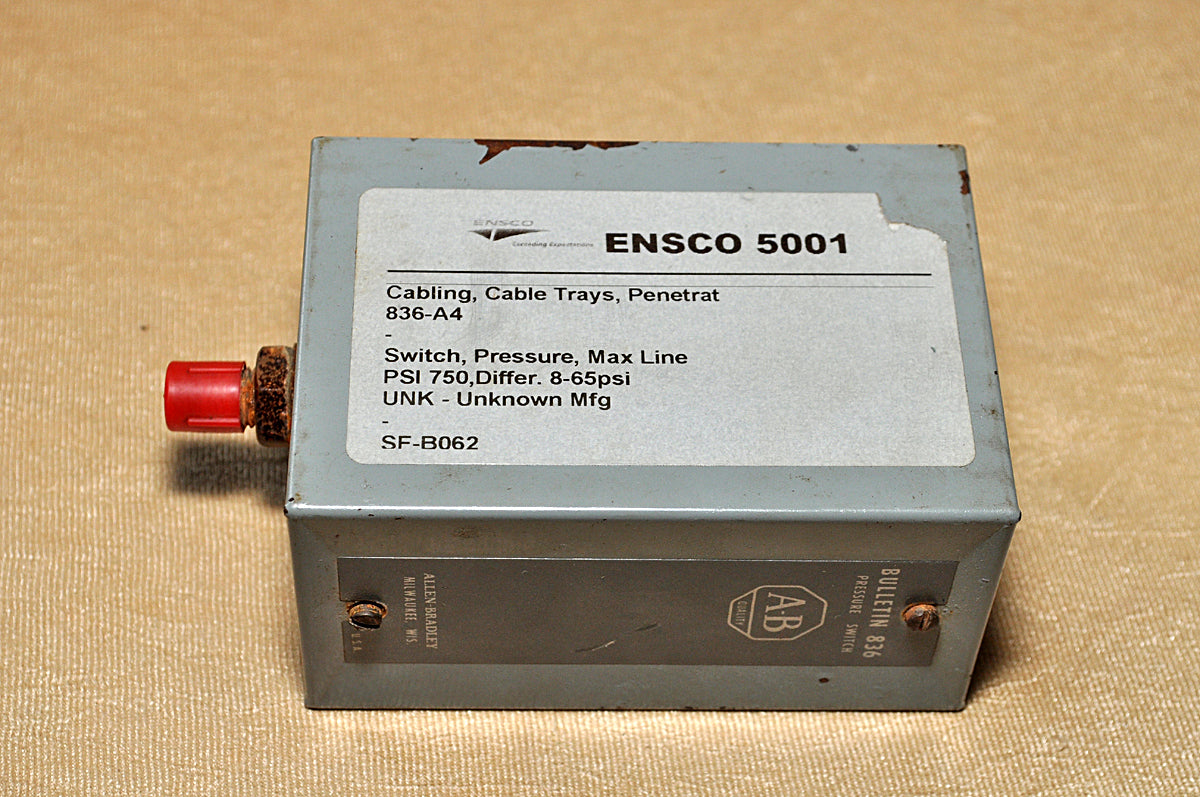 ENSCO
Exceeding Expectations
ENSCO 5001
Cabling, Cable Trays, Penetrat
836-A4
-
Switch, Pressure, Max Line
PSI 750,Differ. 8-65psi
UNK - Unknown Mfg
-
SF-B062
BULLETIN 836
PRESSURE SWITCH
A-B
QUALITY
ALLEN-BRADLEY
MILWAUKEE, WIS.
U.S.A.